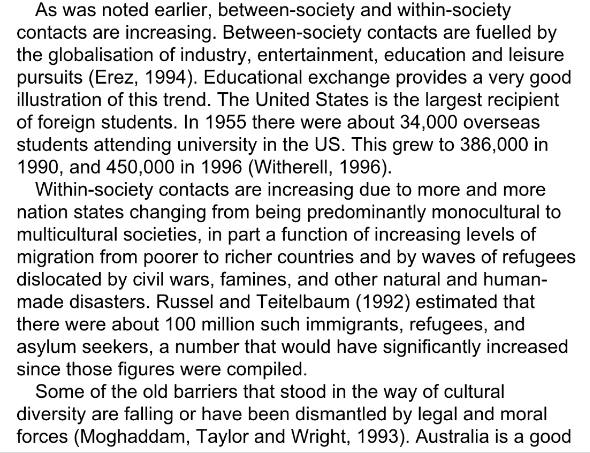 As was noted earlier, between-society and within-society
contacts are increasing. Between-society contacts are fuelled by
the globalisation of industry, entertainment, education and leisure
pursuits (Erez, 1994). Educational exchange provides a very good
illustration of this trend. The United States is the largest recipient
of foreign students. In 1955 there were about 34,000 overseas
students attending university in the US. This grew to 386,000 in
1990, and 450,000 in 1996 (Witherell, 1996).
Within-society contacts are increasing due to more and more
nation states changing from being predominantly monocultural to
multicultural societies, in part a function of increasing levels of
migration from poorer to richer countries and by waves of refugees
dislocated by civil wars, famines, and other natural and human-
made disasters. Russel and Teitelbaum (1992) estimated that
there were about 100 million such immigrants, refugees, and
asylum seekers, a number that would have significantly increased
since those figures were compiled.
Some of the old barriers that stood in the way of cultural
diversity are falling or have been dismantled by legal and moral
forces (Moghaddam, Taylor and Wright, 1993). Australia is a good